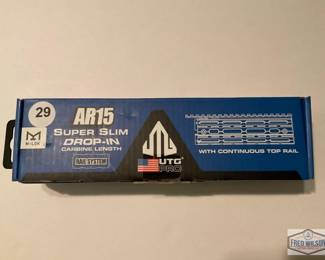 29
AR15
SUPER SLIM
DROP-IN
CARBINE LENGTH
RAIL SYSTEM
M-LOK
UTG
PRO
WITH CONTINUOUS TOP RAIL
FRED WILSON